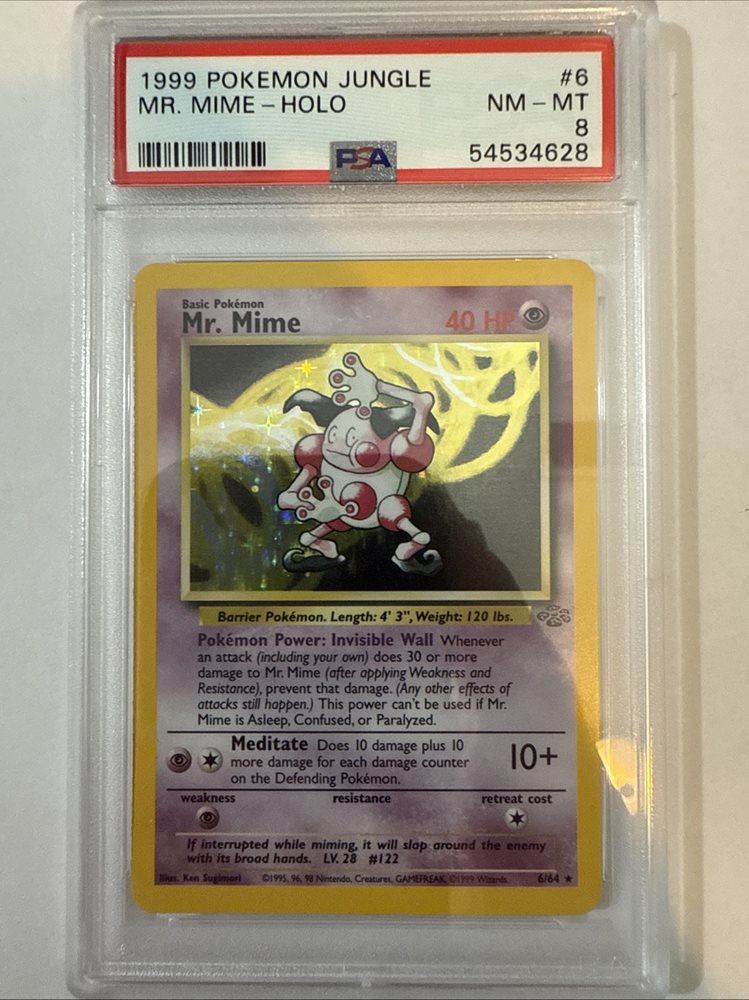 1999 POKEMON JUNGLE #6
MR. MIME – HOLO NM – MT
8
PSA 54534628
Basic Pokémon
Mr. Mime 40 HP
Barrier Pokémon. Length: 4' 3", Weight: 120 lbs.
Pokémon Power: Invisible Wall Whenever
an attack (including your own) does 30 or more
damage to Mr. Mime (after applying Weakness and
Resistance), prevent that damage. (Any other effects of
attacks still happen.) This power can't be used if Mr.
Mime is Asleep, Confused, or Paralyzed.
Meditate Does 10 damage plus 10
more damage for each damage counter
on the Defending Pokémon.
10+
weakness resistance retreat cost
If interrupted while miming, it will slap around the enemy
with its broad hands. LV. 28 #122
Illus. Ken Sugimori ©1995, 96, 98 Nintendo, Creatures, GAMEFREAK. ©1999 Wizards. 6/64 ★